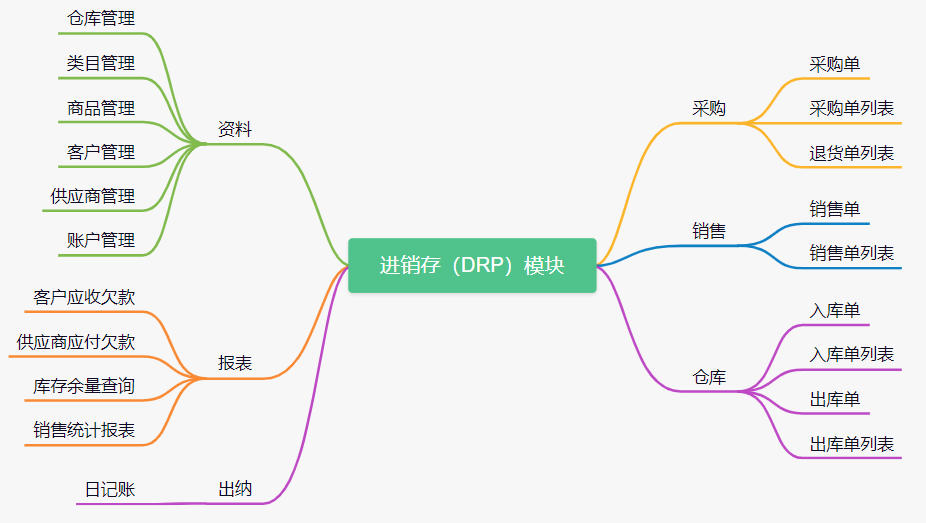 进销存（DRP）模块
采购
采购单
采购单列表
退货单列表
销售
销售单
销售单列表
仓库
入库单
入库单列表
出库单
出库单列表
资料
仓库管理
类目管理
商品管理
客户管理
供应商管理
账户管理
报表
客户应收欠款
供应商应付欠款
库存余量查询
销售统计报表
出纳
日记账